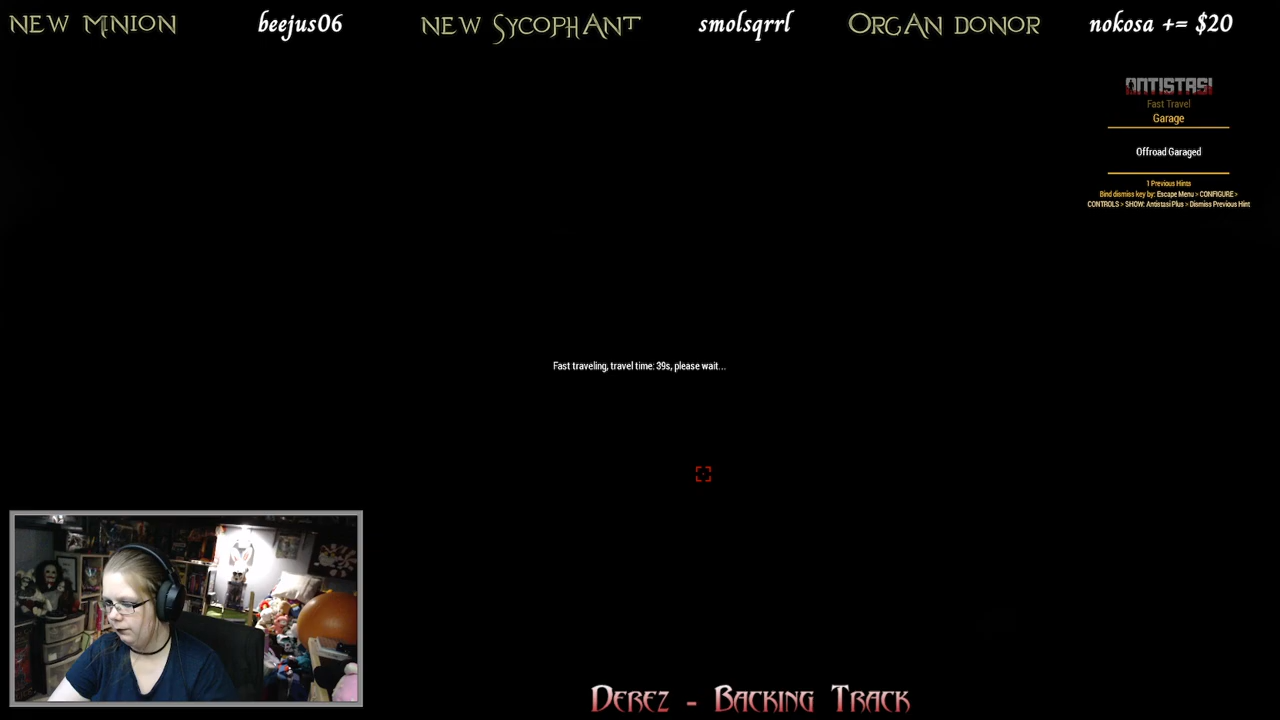 NEW MINION beejus06 NEW SYCOPHANT smolsqrrl ORGAN DONOR nokosa += $20
ANTISTASI
Fast Travel
Garage
Offroad Garaged
1 Previous Hints
Bind dismiss key by: Escape Menu > CONFIGURE >
CONTROLS > SHOW: Antistasi Plus > Dismiss Previous Hint
Fast traveling, travel time: 39s, please wait...
DEREZ - BACKING TRACK